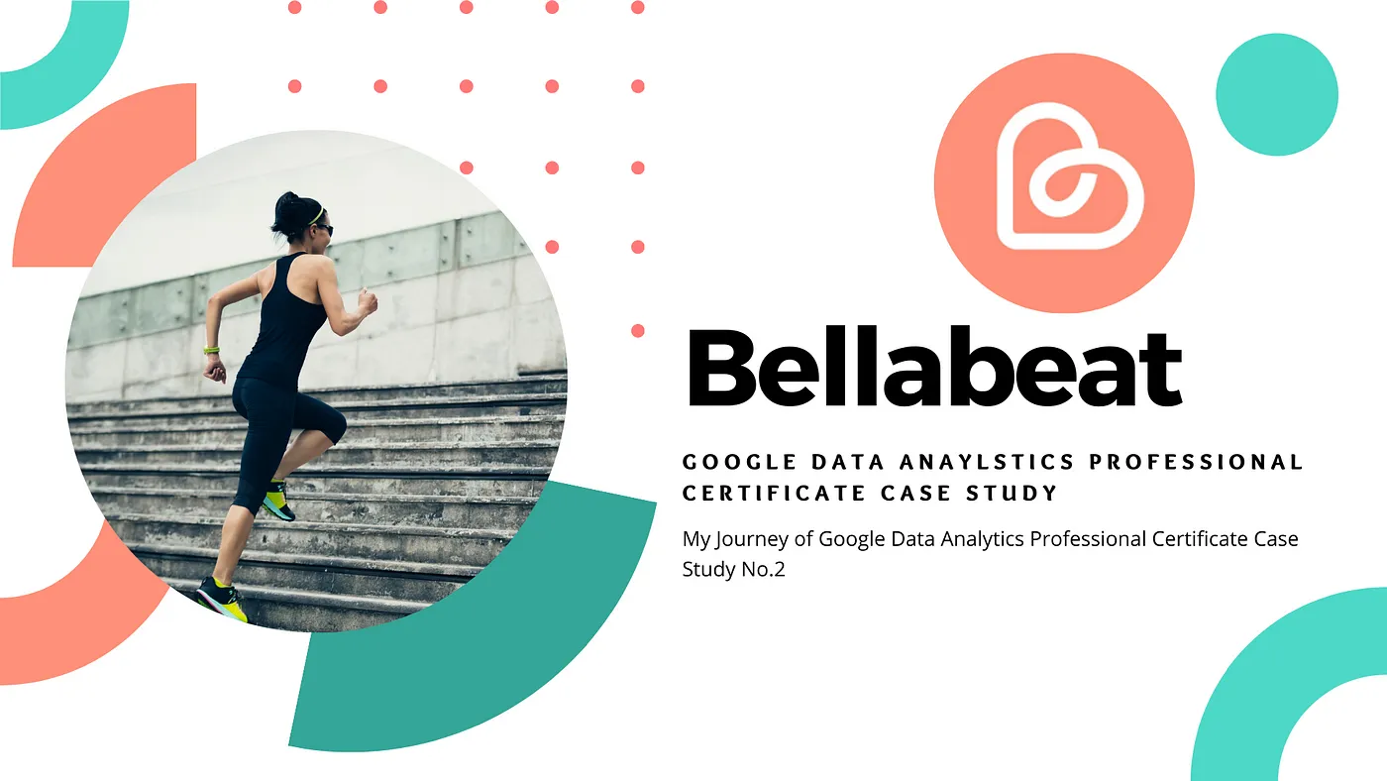 Bellabeat
GOOGLE DATA ANAYLSTICS PROFESSIONAL
CERTIFICATE CASE STUDY
My Journey of Google Data Analytics Professional Certificate Case
Study No.2